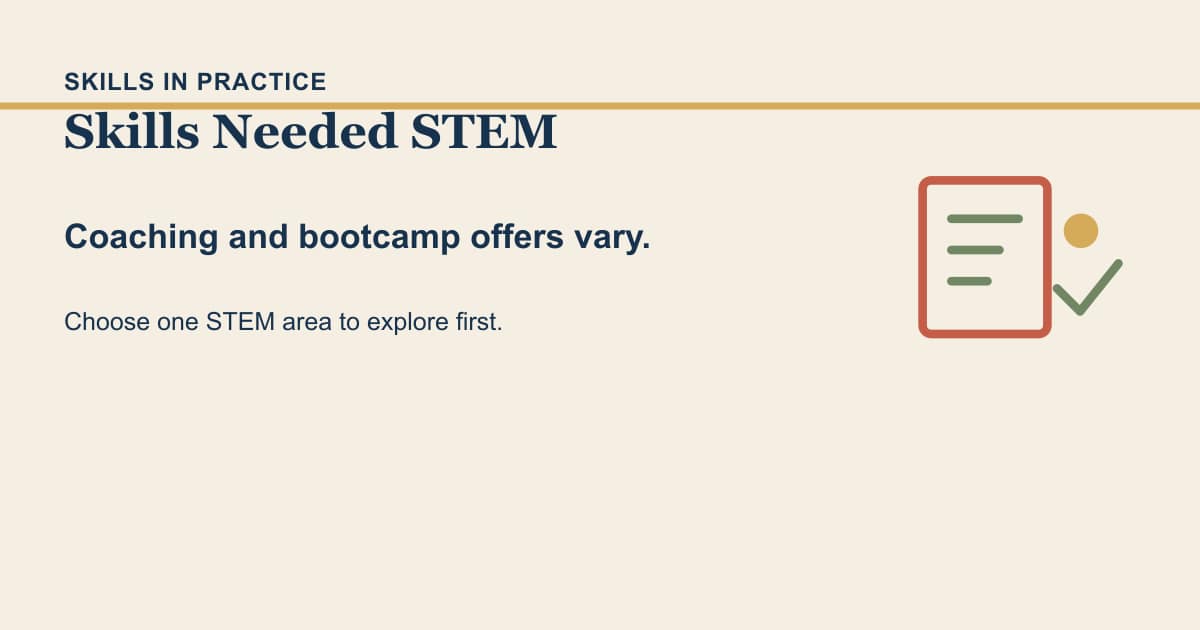 SKILLS IN PRACTICE
Skills Needed STEM
Coaching and bootcamp offers vary.
Choose one STEM area to explore first.